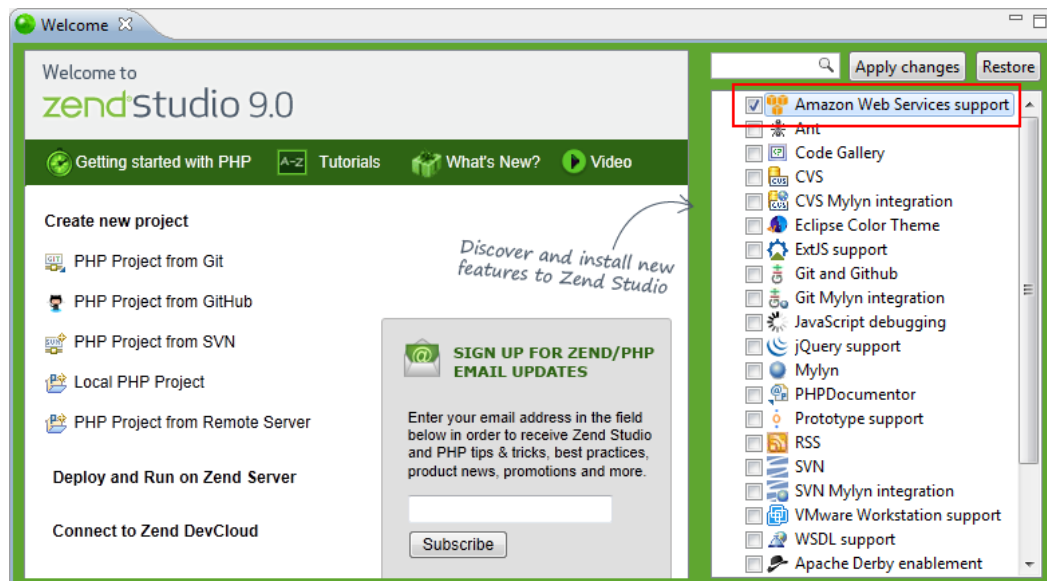 Welcome
Welcome to
zend Studio 9.0
Getting started with PHP
A-Z
Tutorials
What's New?
Video
Create new project
GIT
PHP Project from Git
PHP Project from GitHub
SVN
PHP Project from SVN
Local PHP Project
PHP Project from Remote Server
Deploy and Run on Zend Server
Connect to Zend DevCloud
Discover and install new
features to Zend Studio
@
SIGN UP FOR ZEND/PHP
EMAIL UPDATES
Enter your email address in the field
below in order to receive Zend Studio
and PHP tips & tricks, best practices,
product news, promotions and more.
Subscribe
Apply changes
Restore
Amazon Web Services support
Ant
Code Gallery
CVS
CVS
CVS
CVS Mylyn integration
Eclipse Color Theme
ExtJS support
Git and Github
Git Mylyn integration
JavaScript debugging
jQuery support
Mylyn
PHPDocumentor
Prototype support
RSS
SVN
SVN Mylyn integration
VMware Workstation support
WSDL support
Apache Derby enablement